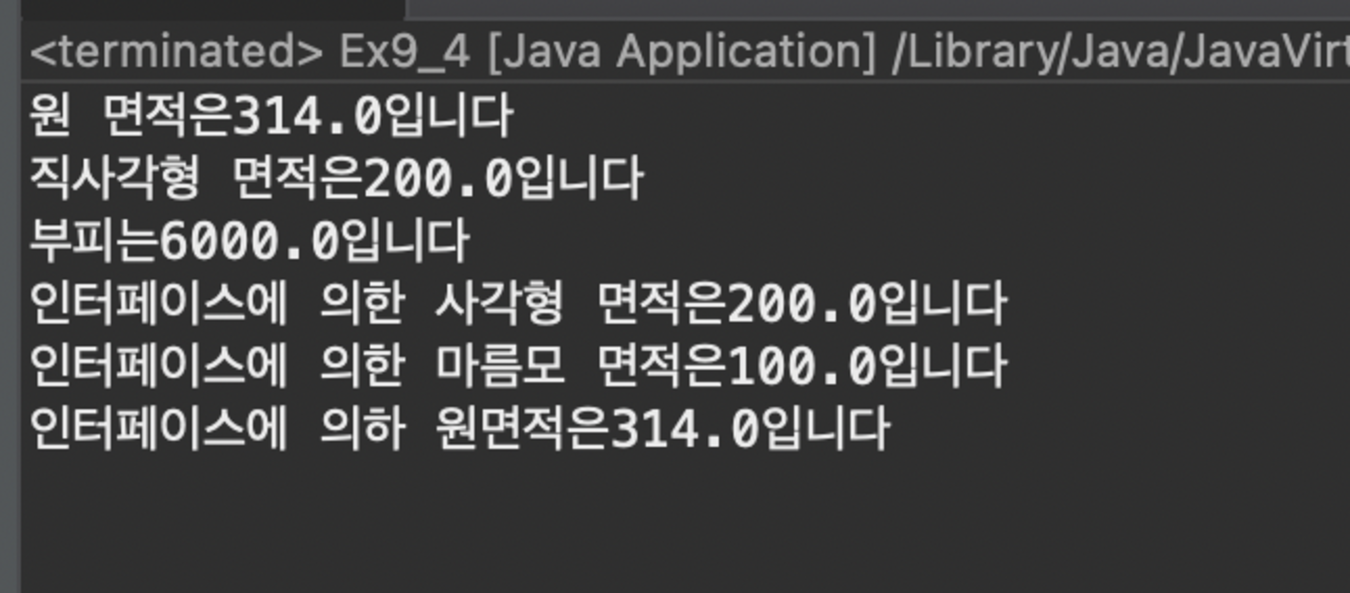 <terminated> Ex9_4 [Java Application] /Library/Java/JavaVirt
원 면적은314.0입니다
직사각형 면적은200.0입니다
부피는6000.0입니다
인터페이스에 의한 사각형 면적은200.0입니다
인터페이스에 의한 마름모 면적은100.0입니다
인터페이스에 의하 원면적은314.0입니다